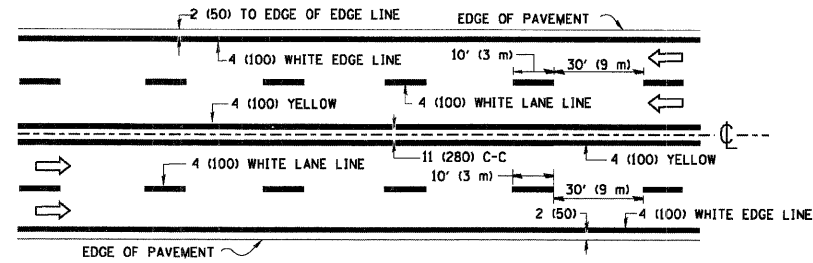 2 (50) TO EDGE OF EDGE LINE
EDGE OF PAVEMENT
4 (100) WHITE EDGE LINE
10' (3 m)
30' (9 m)
4 (100) YELLOW
4 (100) WHITE LANE LINE
℄
4 (100) WHITE LANE LINE
11 (280) C-C
4 (100) YELLOW
10' (3 m)
30' (9 m)
2 (50)
4 (100) WHITE EDGE LINE
EDGE OF PAVEMENT